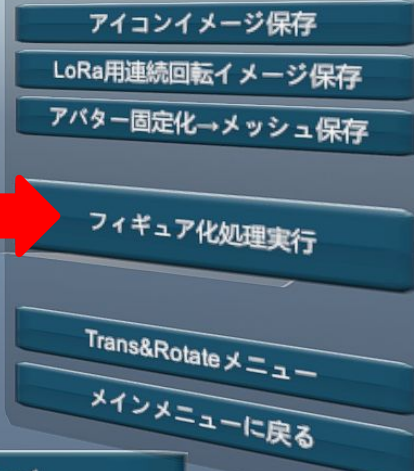 アイコンイメージ保存
LoRa用連続回転イメージ保存
アバター固定化→メッシュ保存
フィギュア化処理実行
Trans&Rotateメニュー
メインメニューに戻る